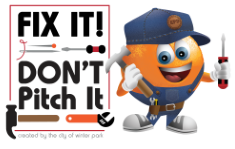 FIX IT!
DON'T
Pitch It
created by the city of winter park